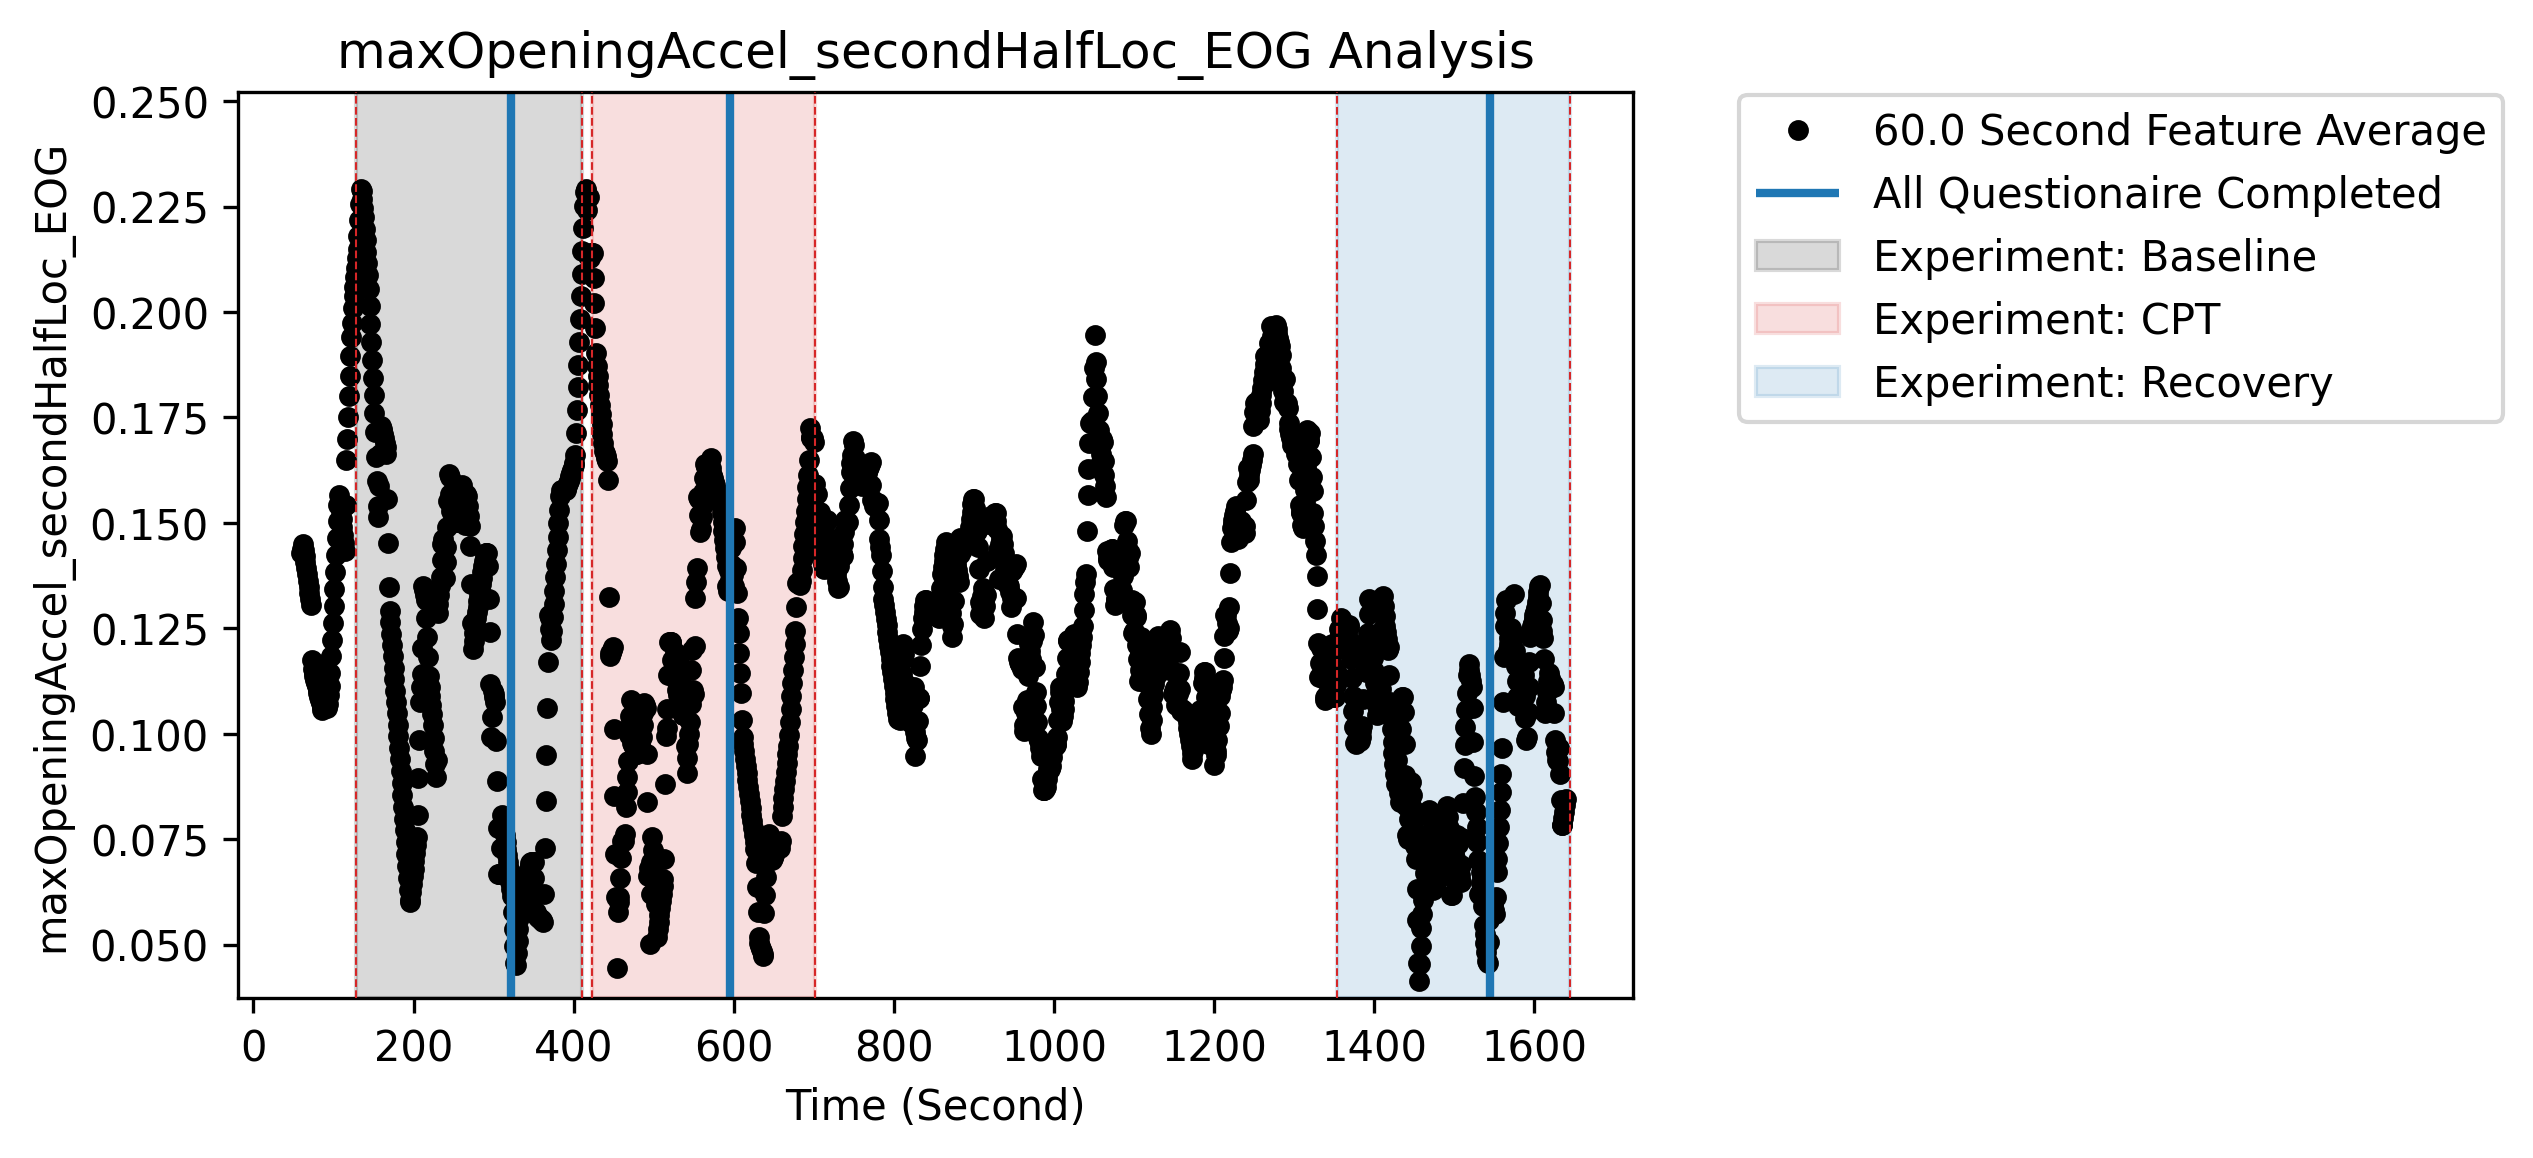 maxOpeningAccel_secondHalfLoc_EOG Analysis
maxOpeningAccel_secondHalfLoc_EOG
0.250
0.225
0.200
0.175
0.150
0.125
0.100
0.075
0.050
0 200 400 600 800 1000 1200 1400 1600
Time (Second)
60.0 Second Feature Average
All Questionaire Completed
Experiment: Baseline
Experiment: CPT
Experiment: Recovery